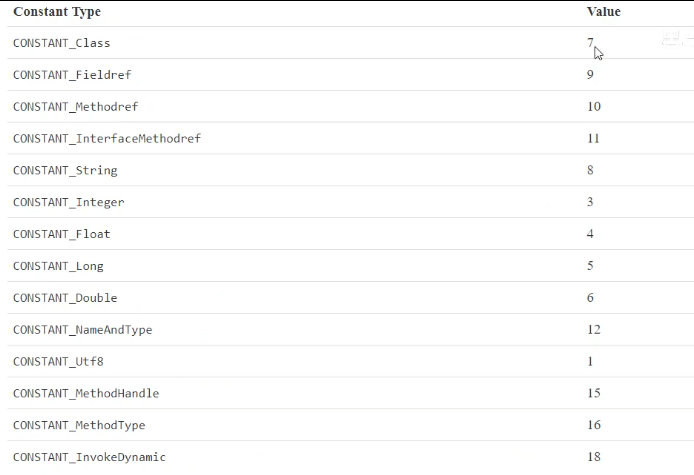 Constant Type Value
CONSTANT_Class 7
CONSTANT_Fieldref 9
CONSTANT_Methodref 10
CONSTANT_InterfaceMethodref 11
CONSTANT_String 8
CONSTANT_Integer 3
CONSTANT_Float 4
CONSTANT_Long 5
CONSTANT_Double 6
CONSTANT_NameAndType 12
CONSTANT_Utf8 1
CONSTANT_MethodHandle 15
CONSTANT_MethodType 16
CONSTANT_InvokeDynamic 18